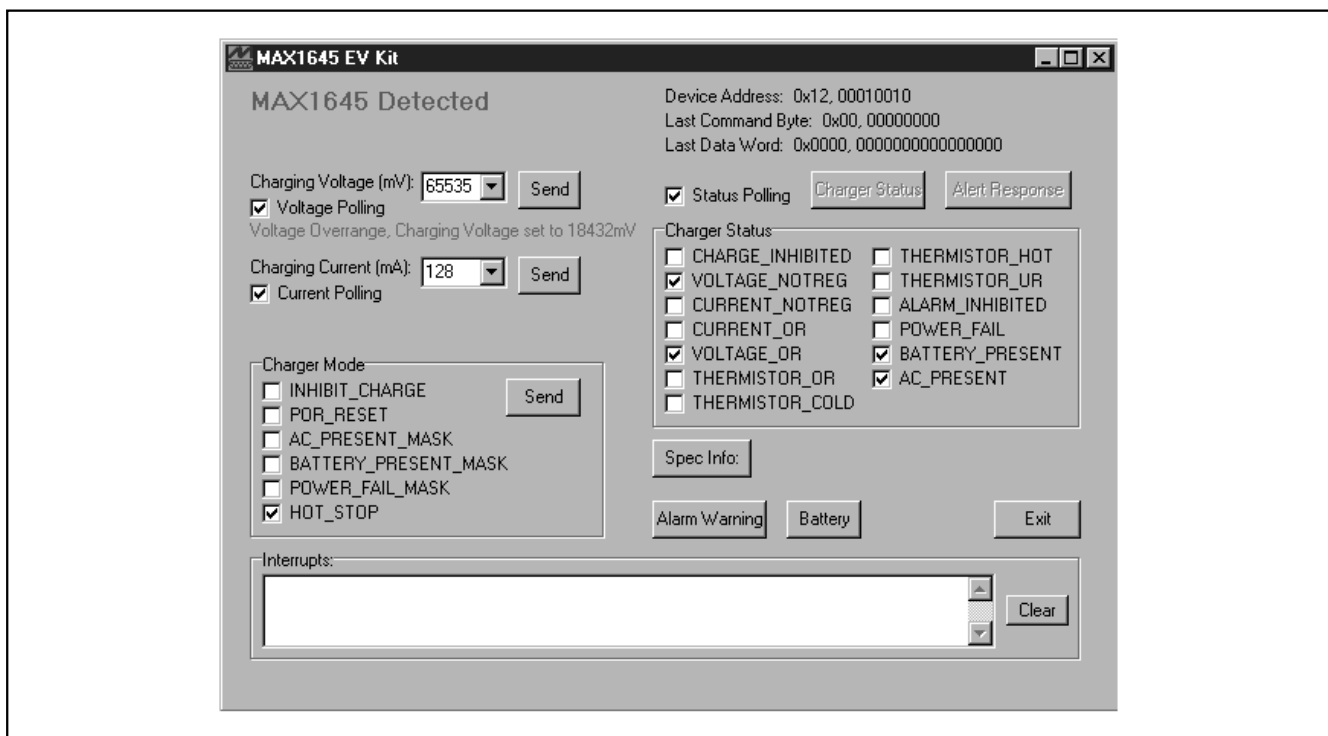 MAX1645 EV Kit
MAX1645 Detected
Device Address: 0x12, 00010010
Last Command Byte: 0x00, 00000000
Last Data Word: 0x0000, 0000000000000000
Charging Voltage (mV): 65535 Send
Voltage Polling
Voltage Overrange, Charging Voltage set to 18432mV
Charging Current (mA): 128 Send
Current Polling
Status Polling Charger Status Alert Response
Charger Status
CHARGE_INHIBITED THERMISTOR_HOT
VOLTAGE_NOTREG THERMISTOR_UR
CURRENT_NOTREG ALARM_INHIBITED
CURRENT_OR POWER_FAIL
VOLTAGE_OR BATTERY_PRESENT
THERMISTOR_OR AC_PRESENT
THERMISTOR_COLD
Charger Mode
INHIBIT_CHARGE Send
POR_RESET
AC_PRESENT_MASK
BATTERY_PRESENT_MASK
POWER_FAIL_MASK
HOT_STOP
Spec Info:
Alarm Warning Battery Exit
Interrupts:
Clear